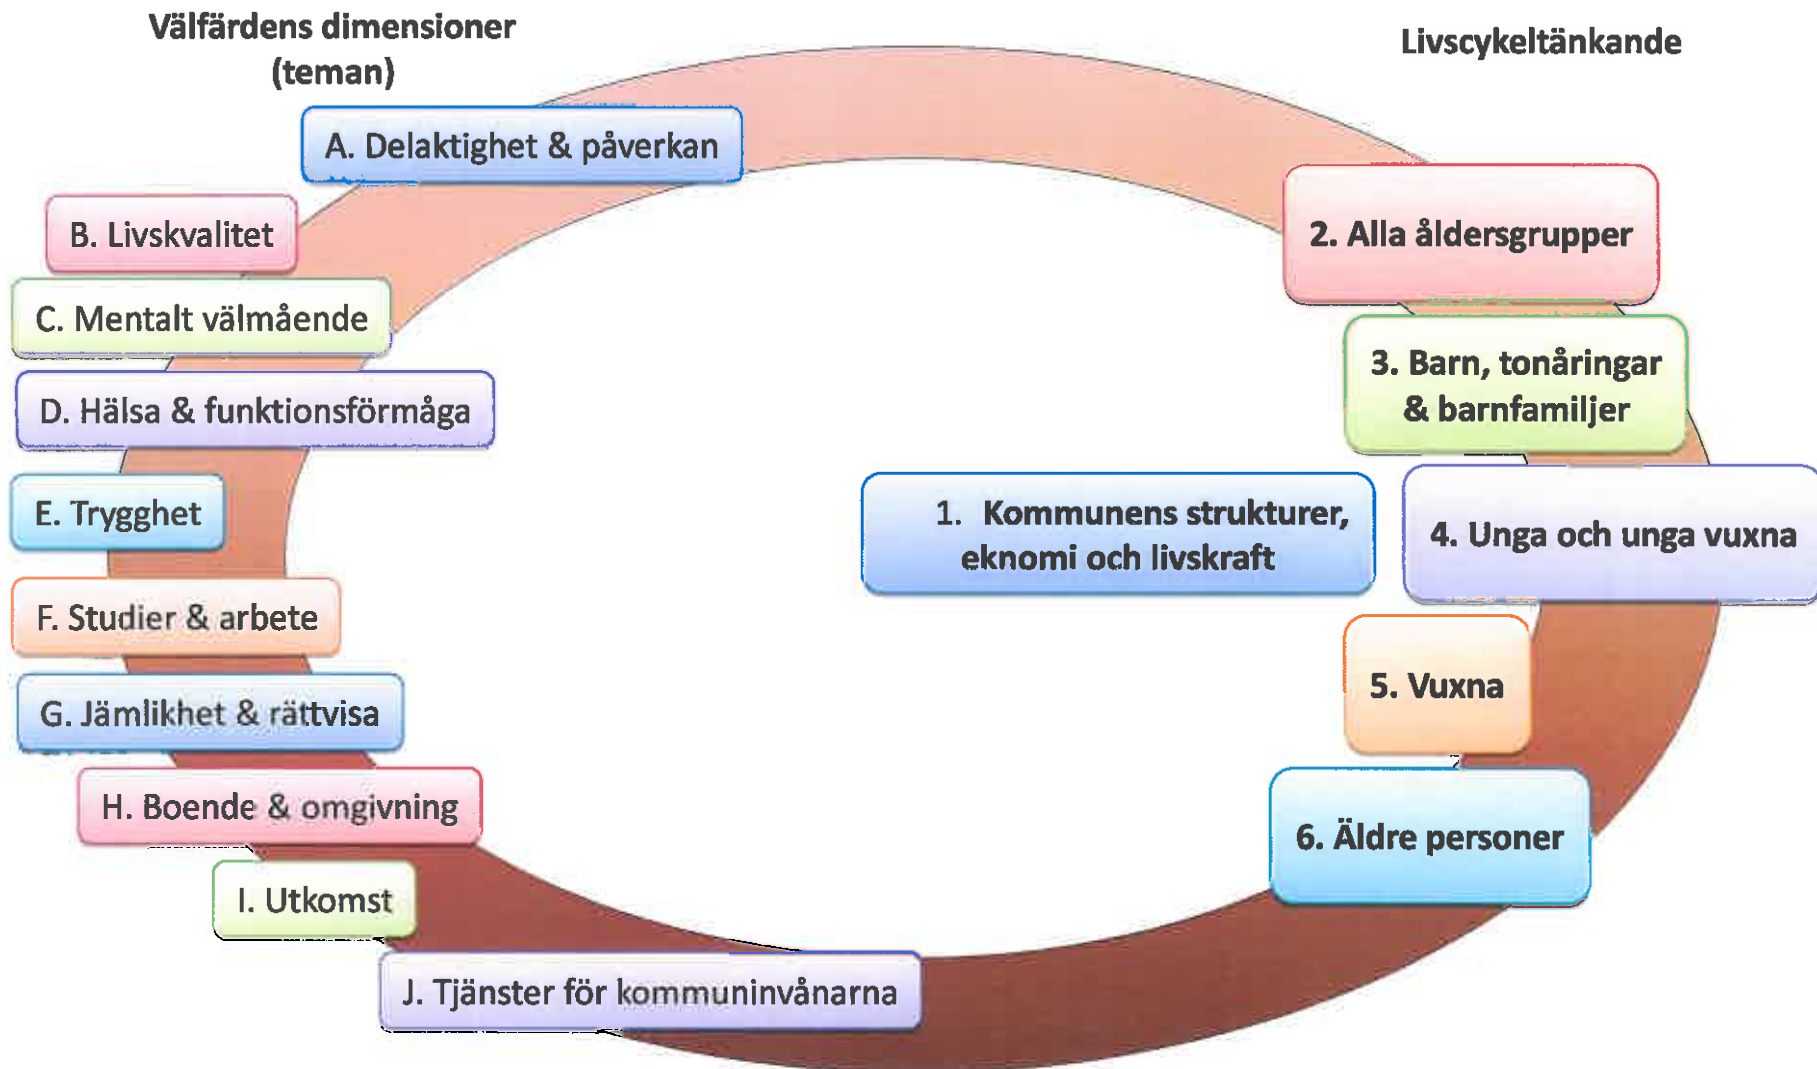 Välfärdens dimensioner
(teman)
Livscykeltänkande
A. Delaktighet & påverkan
B. Livskvalitet
C. Mentalt välmående
D. Hälsa & funktionsförmåga
E. Trygghet
F. Studier & arbete
G. Jämlikhet & rättvisa
H. Boende & omgivning
I. Utkomst
J. Tjänster för kommuninvånarna
1. Kommunens strukturer,
eknomi och livskraft
2. Alla åldersgrupper
3. Barn, tonåringar
& barnfamiljer
4. Unga och unga vuxna
5. Vuxna
6. Äldre personer